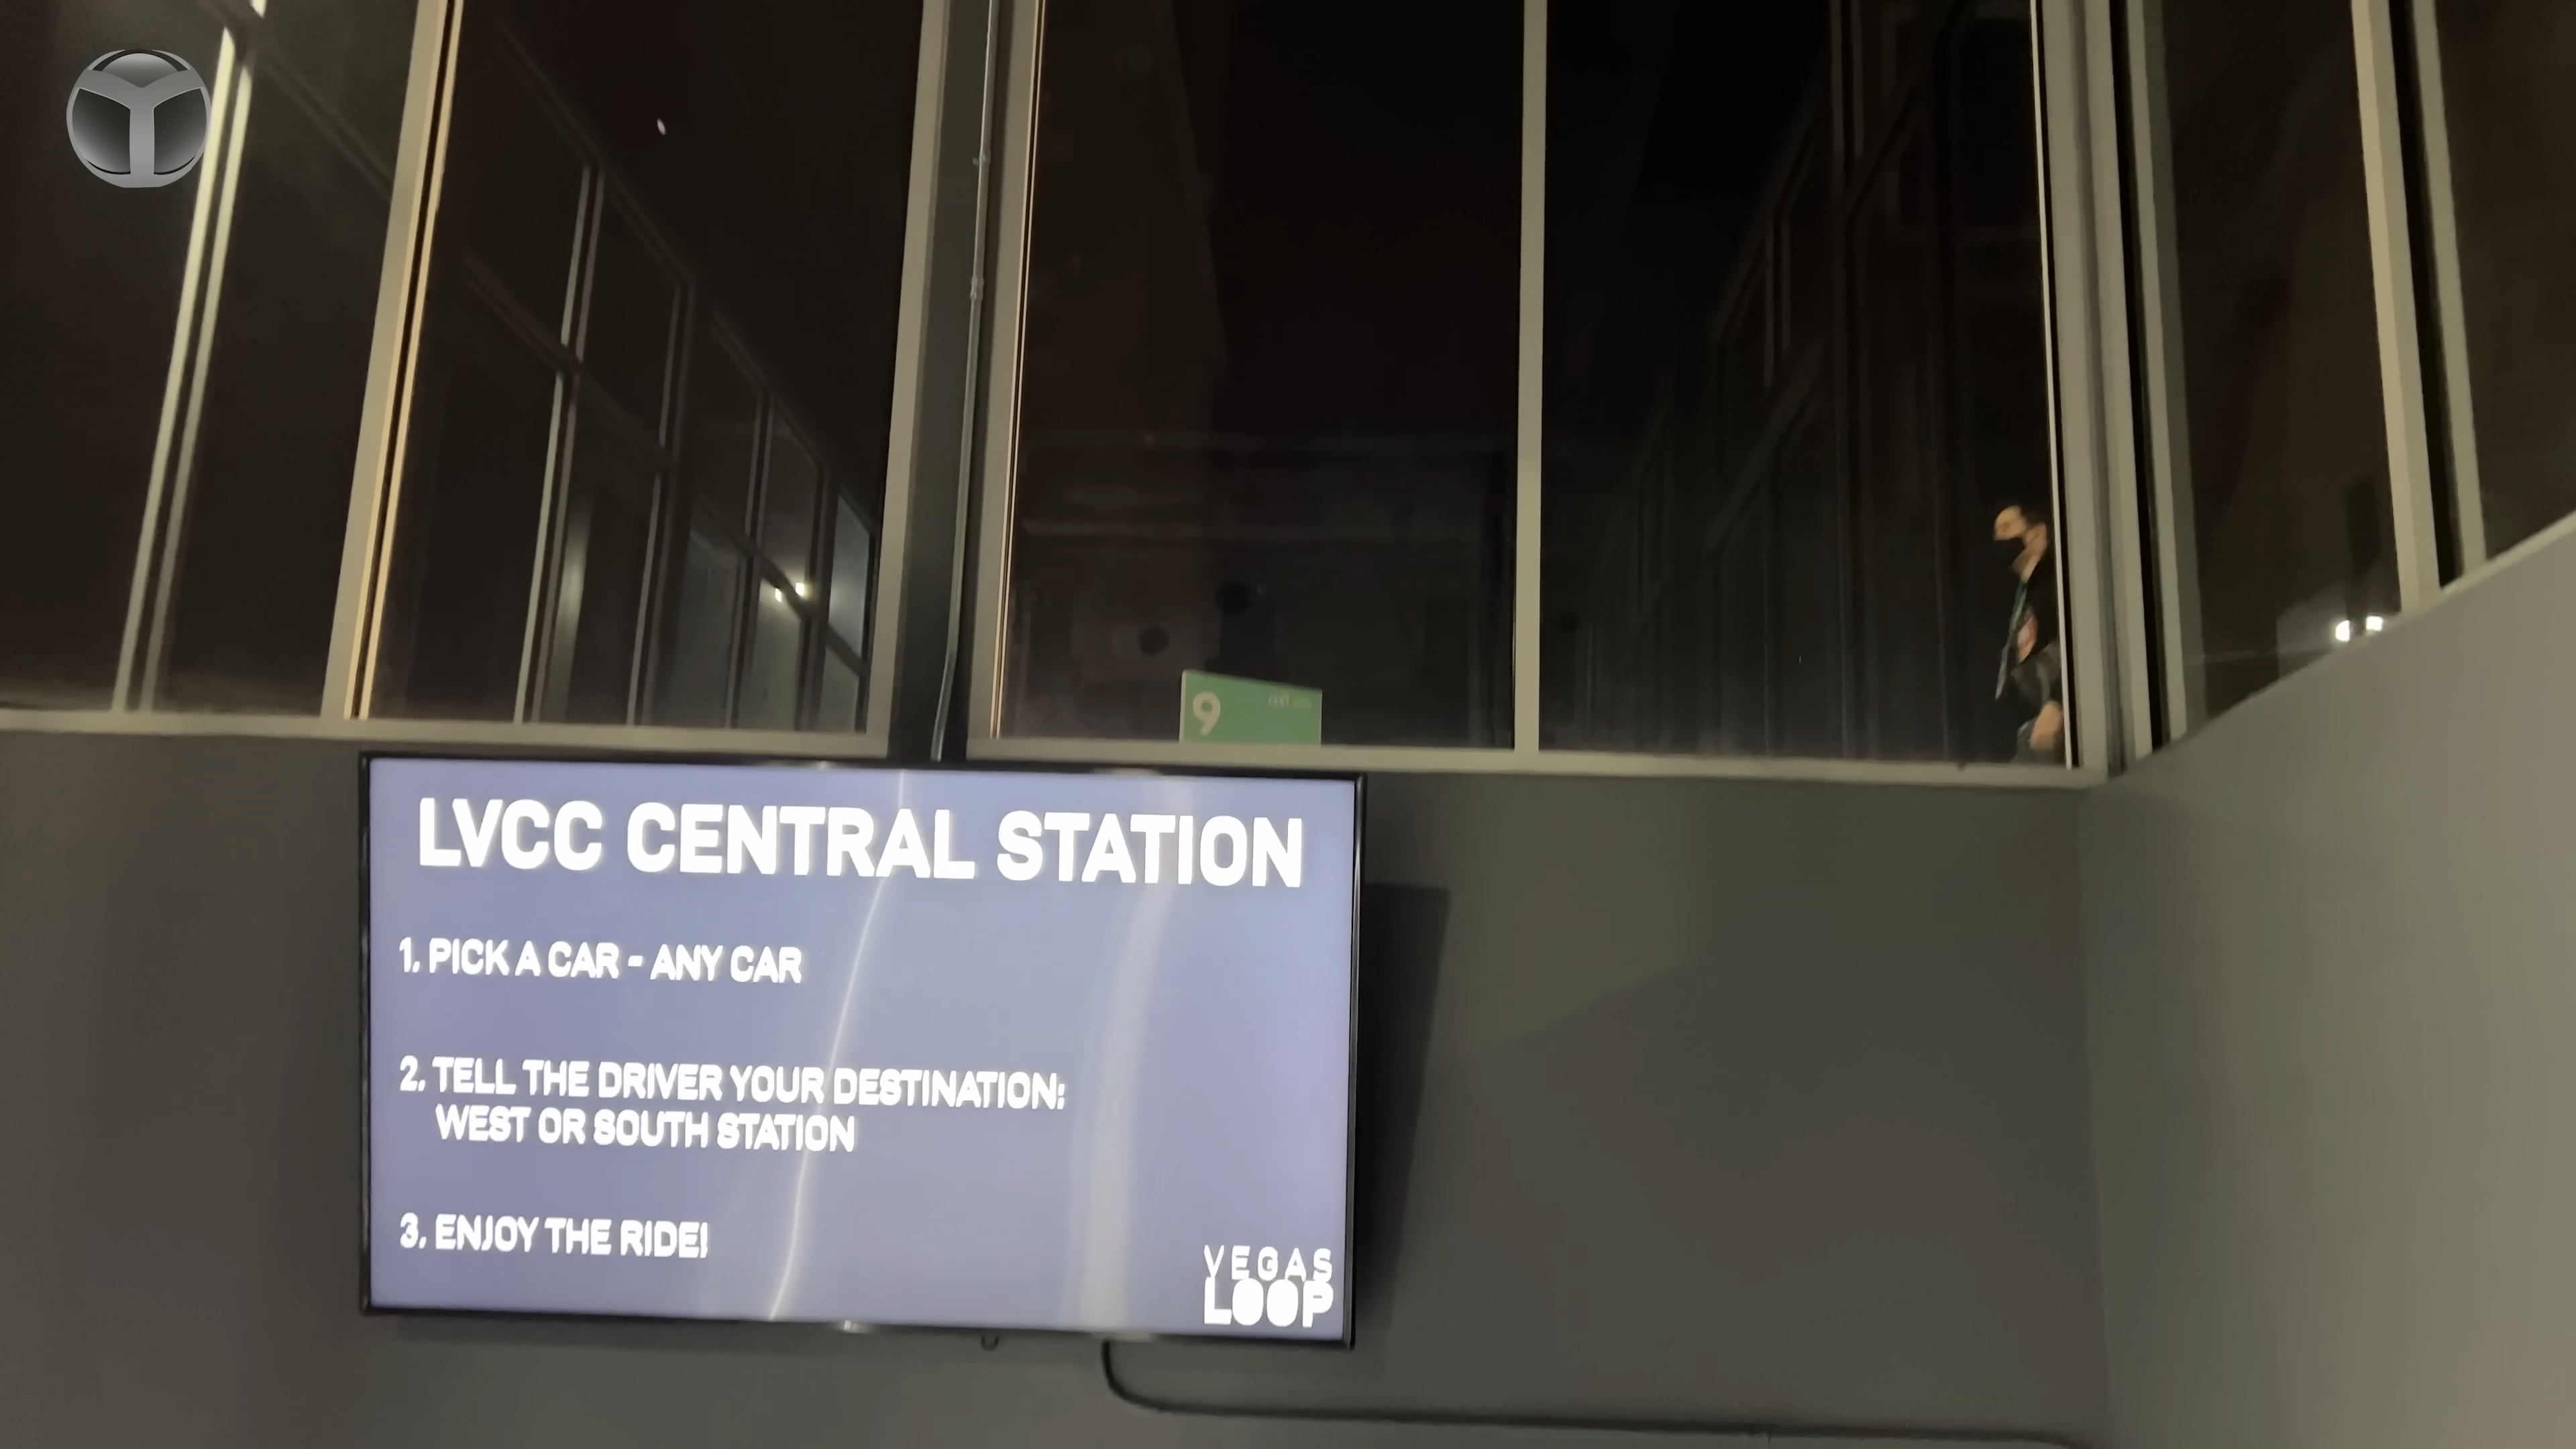 9
LVCC CENTRAL STATION
1. PICK A CAR - ANY CAR
2. TELL THE DRIVER YOUR DESTINATION:
WEST OR SOUTH STATION
3. ENJOY THE RIDE!
VEGAS
LOOP